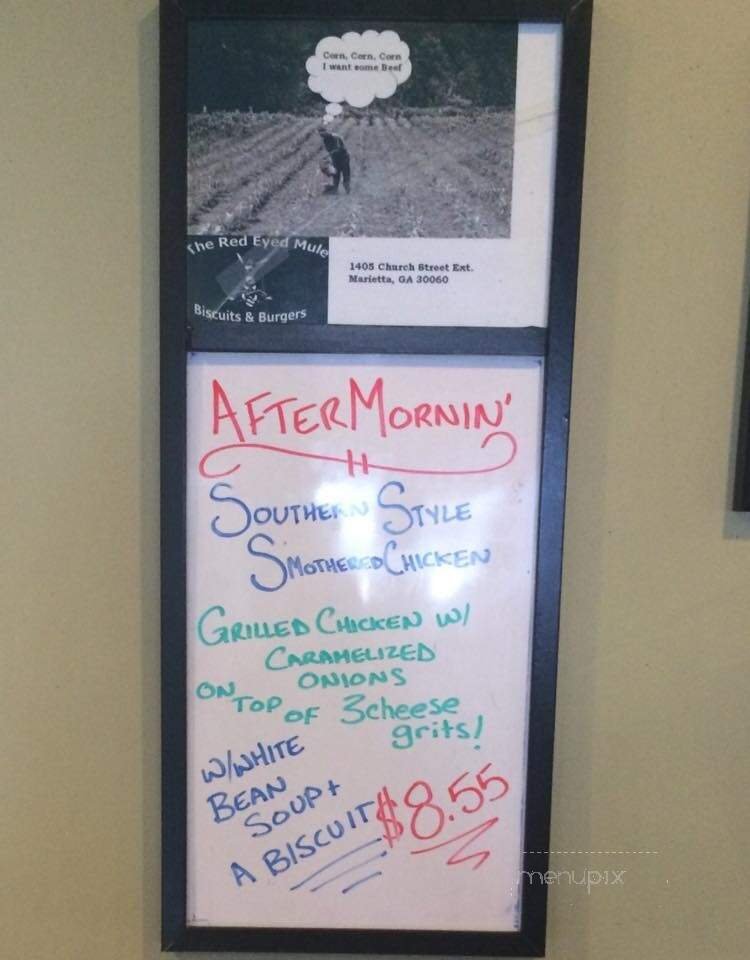 Corn, Corn, Corn
I want some Beef
The Red Eyed Mule
Biscuits & Burgers
1405 Church Street Ext.
Marietta, GA 30060
AFTER MORNIN'
SOUTHERN STYLE
SMOTHERED CHICKEN
GRILLED CHICKEN W/
CARAMELIZED
ONIONS
ON TOP OF 3cheese
grits!
W/WHITE
BEAN
SOUP +
A BISCUIT
$8.55
menupix